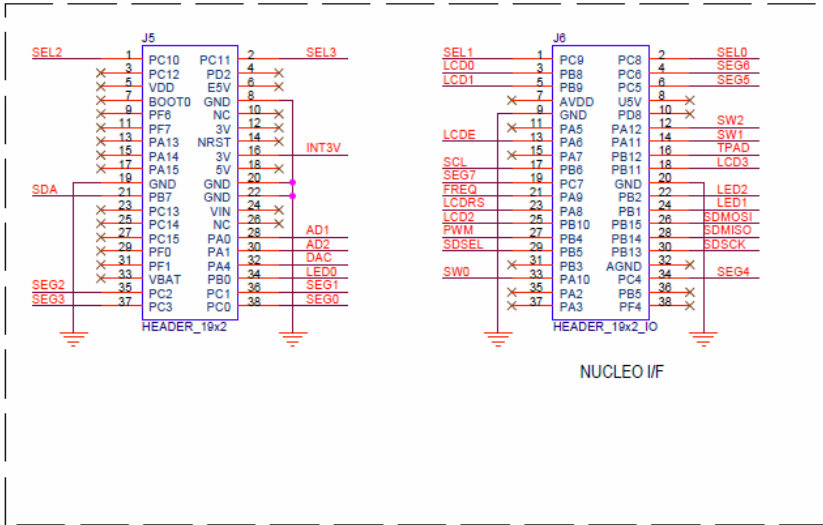 J5
SEL2 1 PC10 PC11 2 SEL3
3 PC12 PD2 4
5 VDD E5V 6
7 BOOT0 GND 8
9 PF6 NC 10
11 PF7 3V 12
13 PA13 NRST 14
15 PA14 3V 16 INT3V
17 PA15 5V 18
19 GND GND 20
SDA 21 PB7 GND 22
23 PC13 VIN 24
25 PC14 NC 26
27 PC15 PA0 28 AD1
29 PF0 PA1 30 AD2
31 PF1 PA4 32 DAC
33 VBAT PB0 34 LED0
SEG2 35 PC2 PC1 36 SEG1
SEG3 37 PC3 PC0 38 SEG0
HEADER_19x2
J6
SEL1 1 PC9 PC8 2 SEL0
LCD0 3 PB8 PC6 4 SEG6
LCD1 5 PB9 PC5 6 SEG5
7 AVDD U5V 8
9 GND PD8 10
11 PA5 PA12 12 SW2
LCDE 13 PA6 PA11 14 SW1
15 PA7 PB12 16 TPAD
SCL 17 PB6 PB11 18 LCD3
SEG7 19 PC7 GND 20
FREQ 21 PA9 PB2 22 LED2
LCDRS 23 PA8 PB1 24 LED1
LCD2 25 PB10 PB15 26 SDMOSI
PWM 27 PB4 PB14 28 SDMISO
SDSEL 29 PB5 PB13 30 SDSCK
31 PB3 AGND 32
SW0 33 PA10 PC4 34 SEG4
35 PA2 PB5 36
37 PA3 PF4 38
HEADER_19x2_IO
NUCLEO I/F